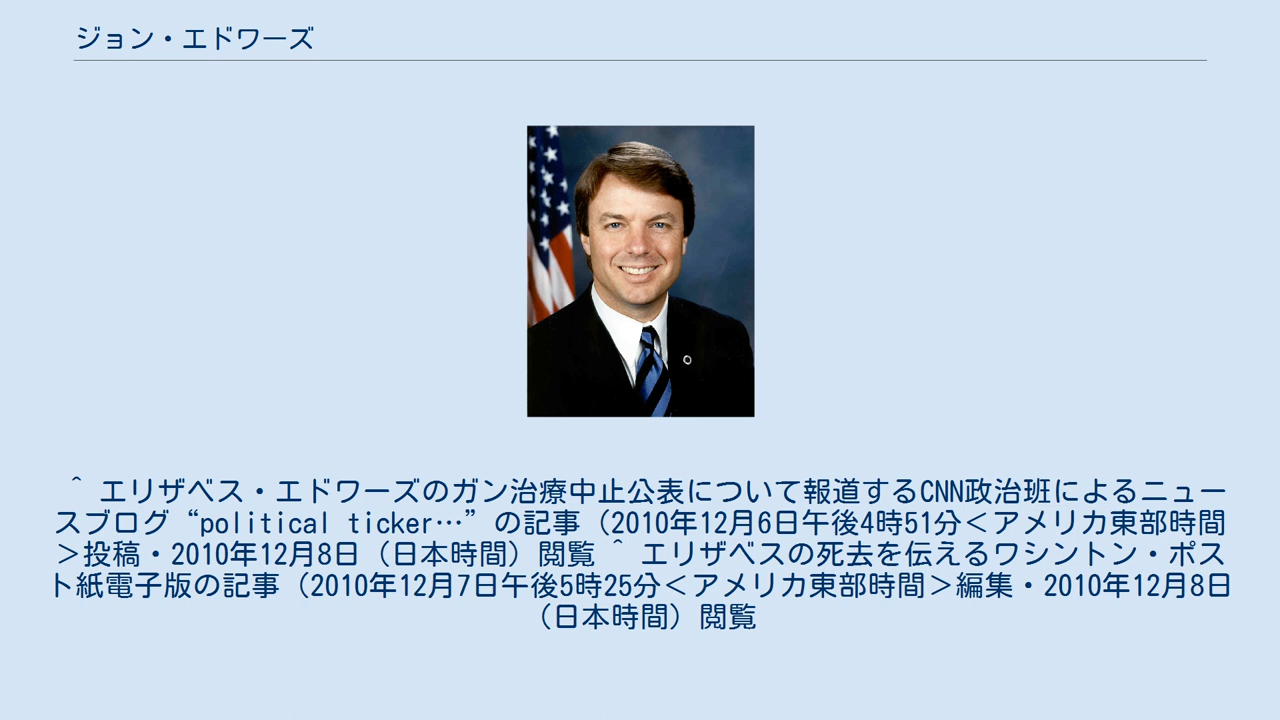 ジョン・エドワーズ
^ エリザベス・エドワーズのガン治療中止公表について報道するCNN政治班によるニュー
スブログ“political ticker…”の記事（2010年12月6日午後4時51分＜アメリカ東部時間
＞投稿・2010年12月8日（日本時間）閲覧 ^ エリザベスの死去を伝えるワシントン・ポス
ト紙電子版の記事（2010年12月7日午後5時25分＜アメリカ東部時間＞編集・2010年12月8日
（日本時間）閲覧